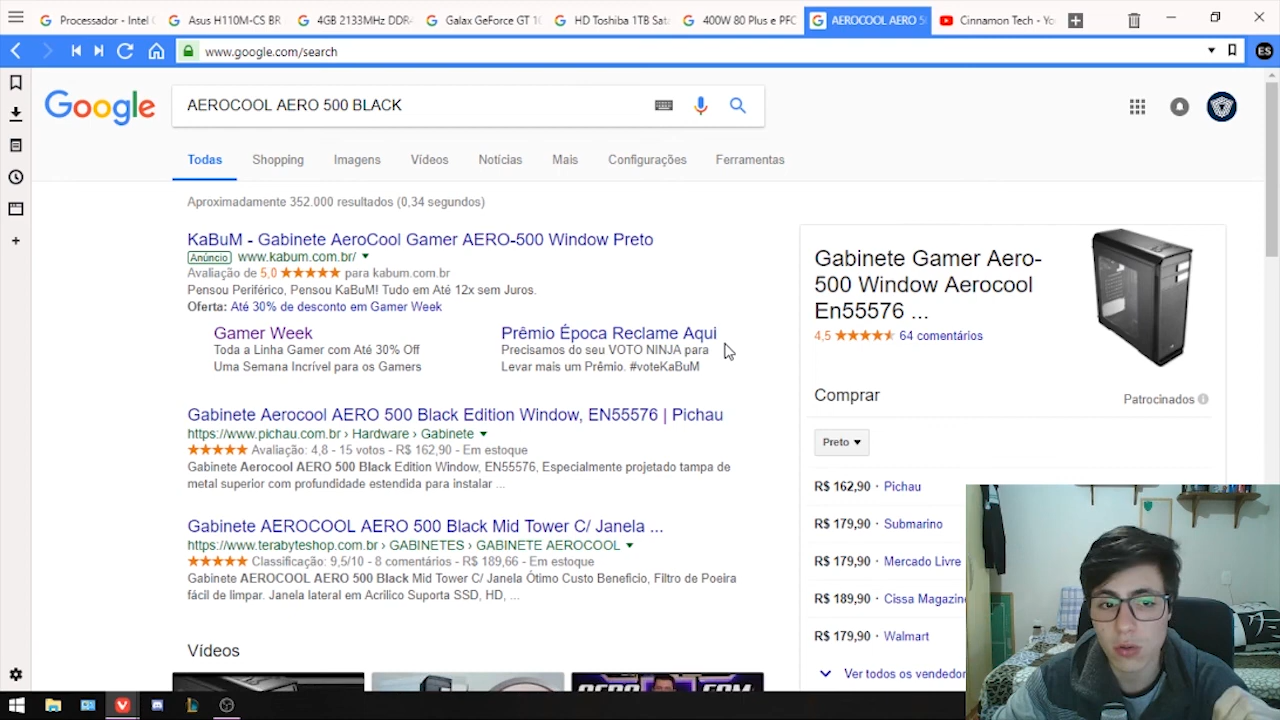 Processador - Intel C
Asus H110M-CS BR
4GB 2133MHz DDR4
Galax GeForce GT 10
HD Toshiba 1TB Sata
400W 80 Plus e PFC
AEROCOOL AERO 50
Cinnamon Tech - Yo
www.google.com/search
ES
Google
AEROCOOL AERO 500 BLACK
Todas
Shopping
Imagens
Vídeos
Notícias
Mais
Configurações
Ferramentas
Aproximadamente 352.000 resultados (0,34 segundos)
KaBuM - Gabinete AeroCool Gamer AERO-500 Window Preto
Anúncio www.kabum.com.br/
Avaliação de 5,0 ★★★★★ para kabum.com.br
Pensou Periférico, Pensou KaBuM! Tudo em Até 12x sem Juros.
Oferta: Até 30% de desconto em Gamer Week
Gamer Week
Toda a Linha Gamer com Até 30% Off
Uma Semana Incrível para os Gamers
Prêmio Época Reclame Aqui
Precisamos do seu VOTO NINJA para
Levar mais um Prêmio. #voteKaBuM
Gabinete Aerocool AERO 500 Black Edition Window, EN55576 | Pichau
https://www.pichau.com.br › Hardware › Gabinete
★★★★★ Avaliação: 4,8 - 15 votos - R$ 162,90 - Em estoque
Gabinete Aerocool AERO 500 Black Edition Window, EN55576, Especialmente projetado tampa de
metal superior com profundidade estendida para instalar ...
Gabinete AEROCOOL AERO 500 Black Mid Tower C/ Janela ...
https://www.terabyteshop.com.br › GABINETES › GABINETE AEROCOOL
★★★★★ Classificação: 9,5/10 - 8 comentários - R$ 189,66 - Em estoque
Gabinete AEROCOOL AERO 500 Black Mid Tower C/ Janela Ótimo Custo Beneficio, Filtro de Poeira
fácil de limpar. Janela lateral em Acrilico Suporta SSD, HD, ...
Vídeos
Gabinete Gamer Aero-
500 Window Aerocool
En55576 ...
4,5 ★★★★★ 64 comentários
Comprar
Patrocinados
Preto
R$ 162,90 · Pichau
R$ 179,90 · Submarino
R$ 179,90 · Mercado Livre
R$ 189,90 · Cissa Magazine
R$ 179,90 · Walmart
Ver todos os vendedor